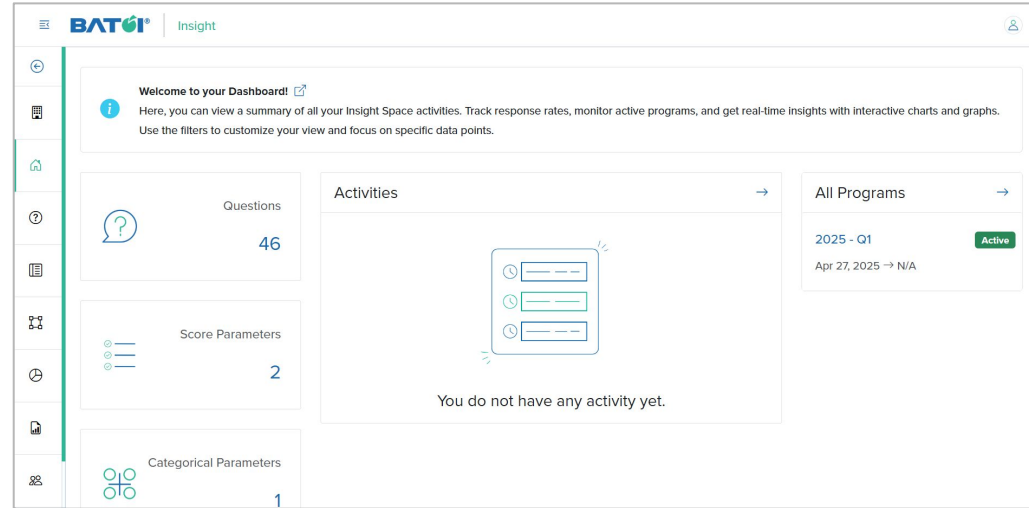 BATOI® Insight
Welcome to your Dashboard!
Here, you can view a summary of all your Insight Space activities. Track response rates, monitor active programs, and get real-time insights with interactive charts and graphs.
Use the filters to customize your view and focus on specific data points.
Questions
46
Score Parameters
2
Categorical Parameters
1
Activities
You do not have any activity yet.
All Programs
2025 - Q1
Active
Apr 27, 2025 → N/A